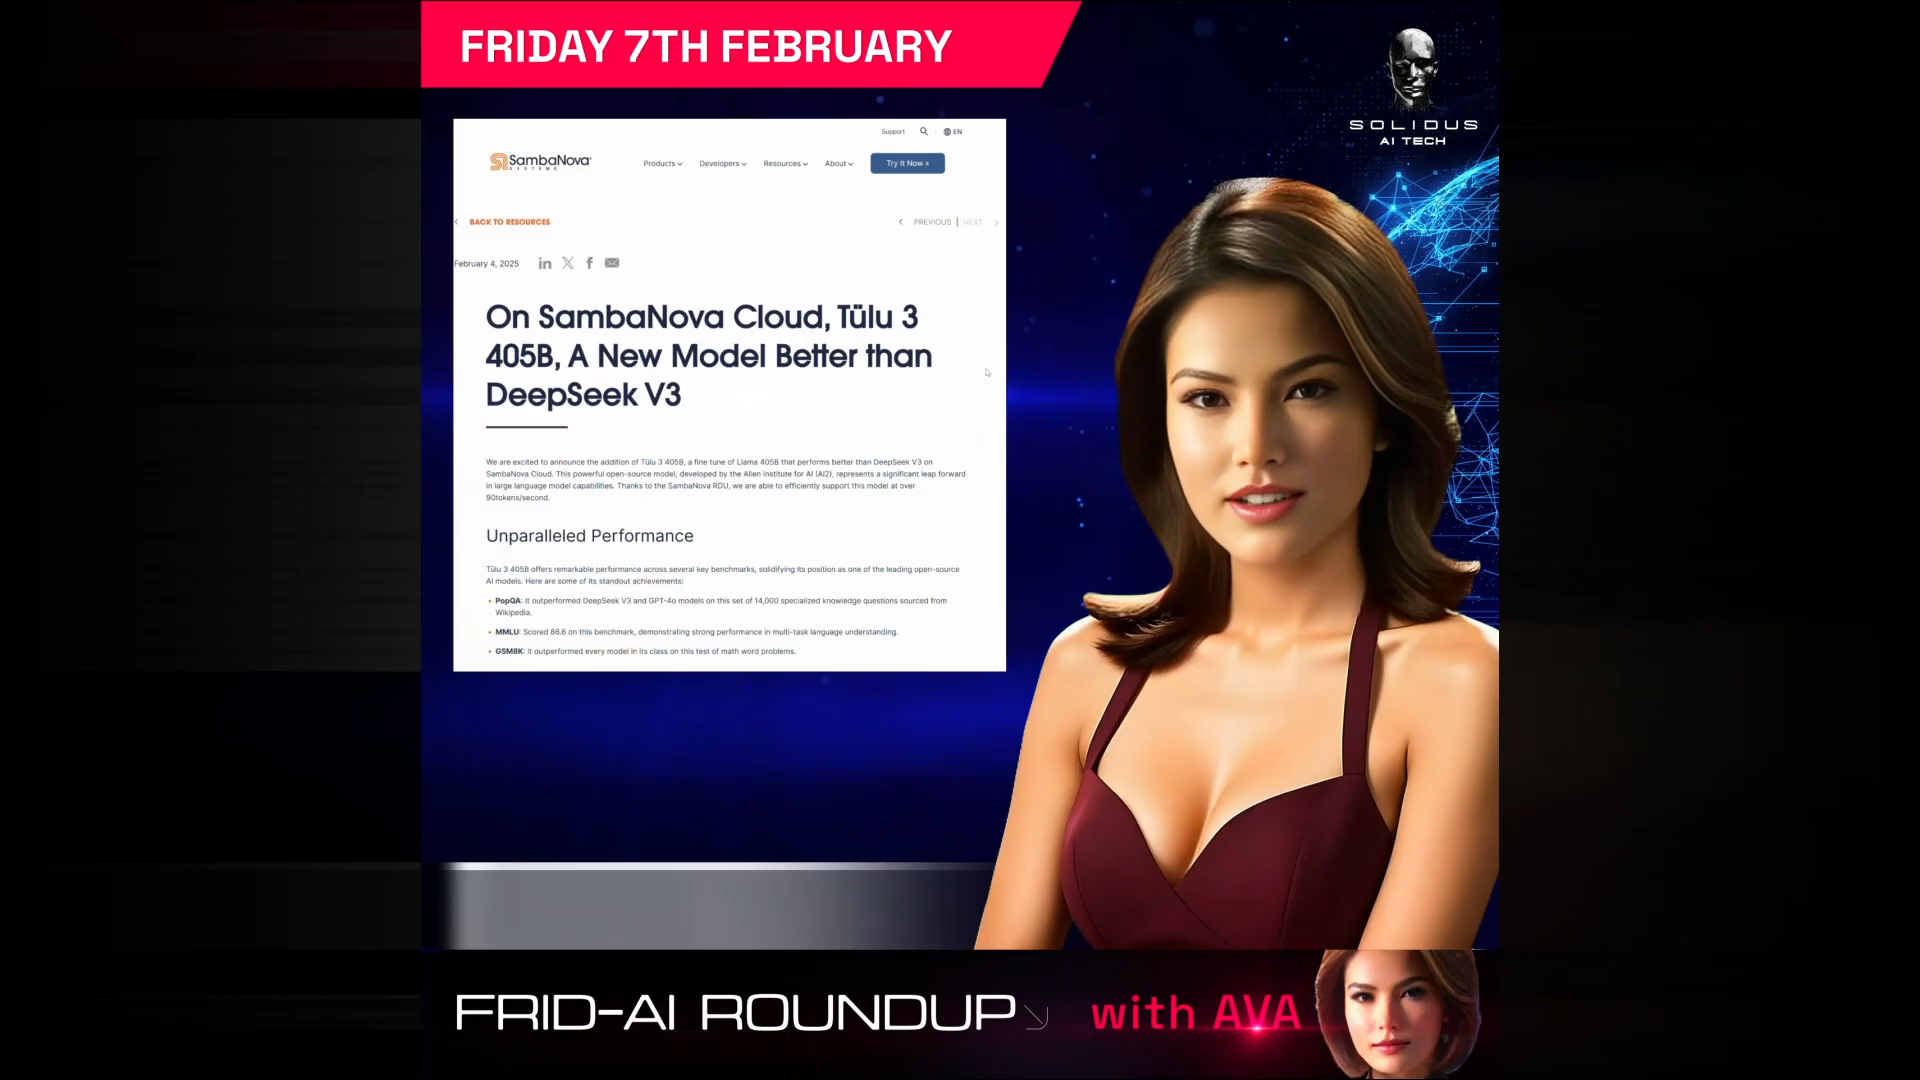 FRIDAY 7TH FEBRUARY
SOLIDUS
AI TECH
Support
EN
SambaNova
SYSTEMS
Products
Developers
Resources
About
Try It Now »
BACK TO RESOURCES
PREVIOUS | NEXT
February 4, 2025
On SambaNova Cloud, Tülu 3
405B, A New Model Better than
DeepSeek V3
We are excited to announce the addition of Tülu 3 405B, a fine tune of Llama 405B that performs better than DeepSeek V3 on
SambaNova Cloud. This powerful open-source model, developed by the Allen Institute for AI (AI2), represents a significant leap forward
in large language model capabilities. Thanks to the SambaNova RDU, we are able to efficiently support this model at over
90tokens/second.
Unparalleled Performance
Tülu 3 405B offers remarkable performance across several key benchmarks, solidifying its position as one of the leading open-source
AI models. Here are some of its standout achievements:
• PopQA: It outperformed DeepSeek V3 and GPT-4o models on this set of 14,000 specialized knowledge questions sourced from
Wikipedia.
• MMLU: Scored 86.6 on this benchmark, demonstrating strong performance in multi-task language understanding.
• GSM8K: It outperformed every model in its class on this test of math word problems.
FRID-AI ROUNDUP
with AVA